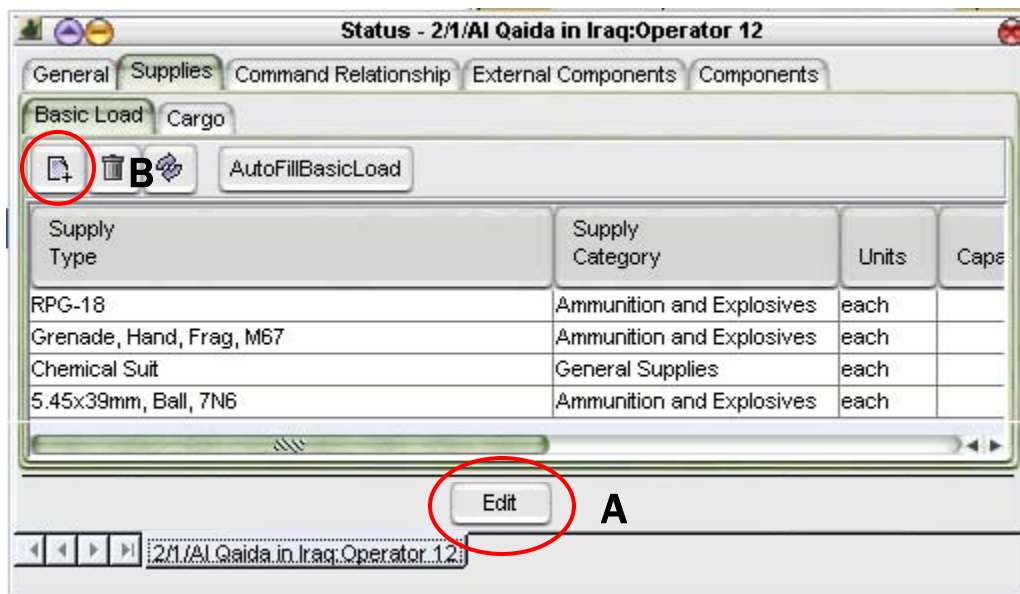 Status - 2/1/Al Qaida in Iraq:Operator 12
General Supplies Command Relationship External Components Components
Basic Load Cargo
B AutoFillBasicLoad
Supply Type Supply Category Units Capa
RPG-18 Ammunition and Explosives each
Grenade, Hand, Frag, M67 Ammunition and Explosives each
Chemical Suit General Supplies each
5.45x39mm, Ball, 7N6 Ammunition and Explosives each
Edit A
2/1/Al Qaida in Iraq:Operator 12